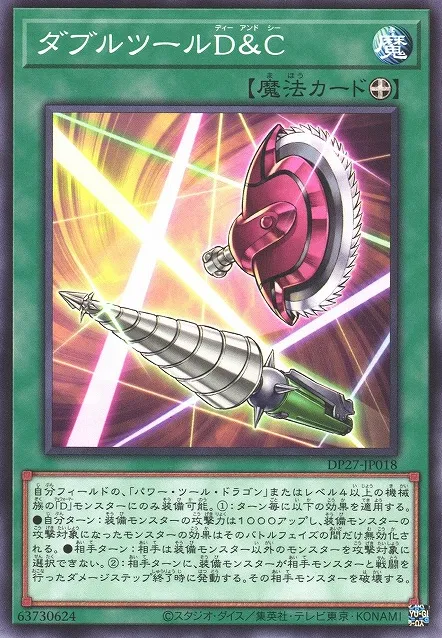 ダブルツールD&C
ディー アンド シー
魔
【魔法カード】
DP27-JP018
自分フィールドの、「パワー・ツール・ドラゴン」またはレベル4以上の機械
族の「D」モンスターにのみ装備可能。①:ターン毎に以下の効果を適用する。
●自分ターン:装備モンスターの攻撃力は1000アップし、装備モンスターの
攻撃対象になったモンスターの効果はそのバトルフェイズの間だけ無効化さ
れる。●相手ターン:相手は装備モンスター以外のモンスターを攻撃対象に
選択できない。②:相手ターンに、装備モンスターが相手モンスターと戦闘を
行ったダメージステップ終了時に発動する。その相手モンスターを破壊する。
63730624
©スタジオ・ダイス/集英社・テレビ東京・KONAMI